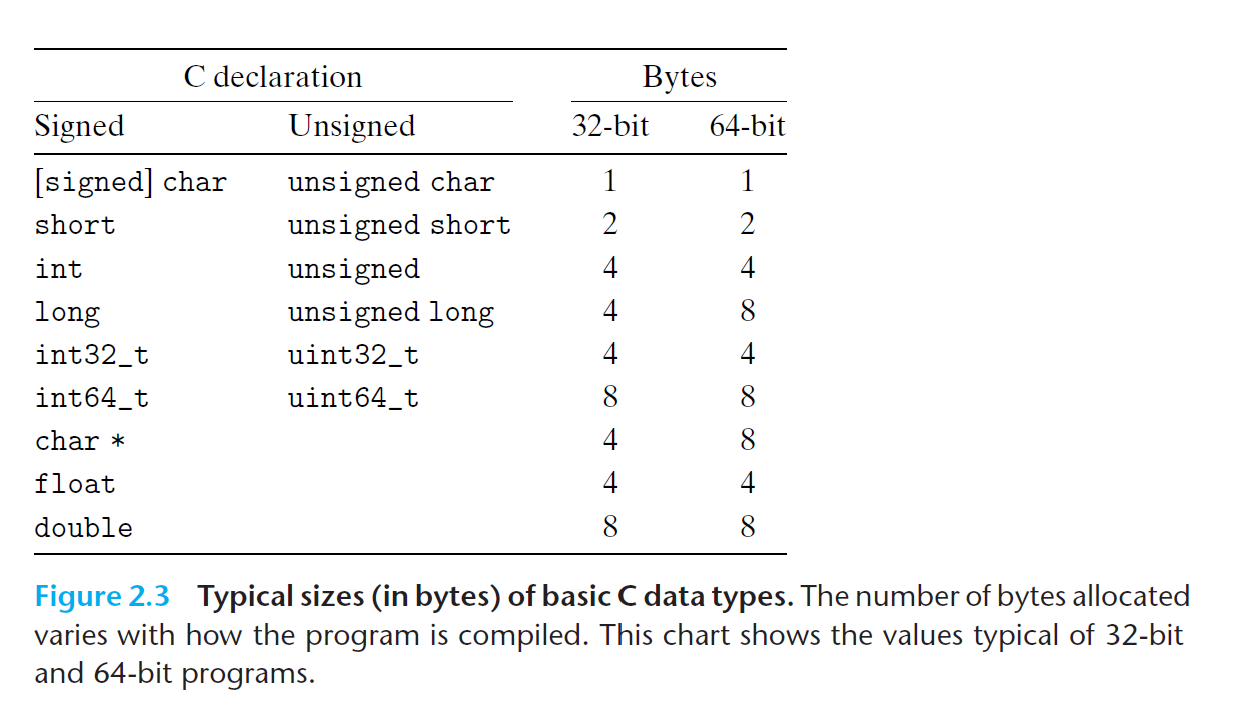 C declaration Bytes
Signed Unsigned 32-bit 64-bit
[signed] char unsigned char 1 1
short unsigned short 2 2
int unsigned 4 4
long unsigned long 4 8
int32_t uint32_t 4 4
int64_t uint64_t 8 8
char * 4 8
float 4 4
double 8 8
Figure 2.3 Typical sizes (in bytes) of basic C data types. The number of bytes allocated
varies with how the program is compiled. This chart shows the values typical of 32-bit
and 64-bit programs.